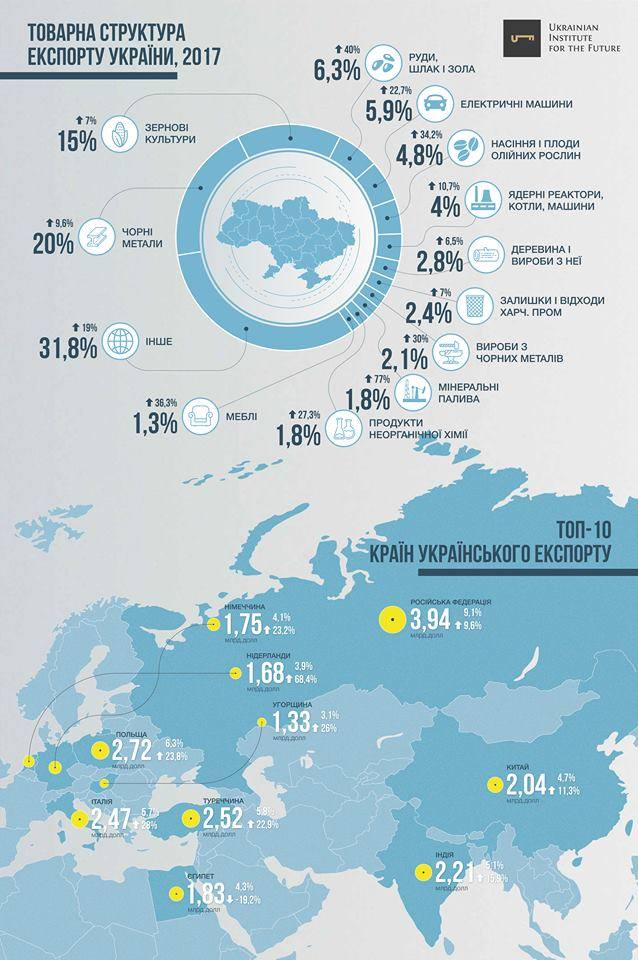 ТОВАРНА СТРУКТУРА
ЕКСПОРТУ УКРАЇНИ, 2017
UKRAINIAN
INSTITUTE
FOR THE FUTURE
40%
6,3%
РУДИ,
ШЛАК І ЗОЛА
22,7%
5,9%
ЕЛЕКТРИЧНІ МАШИНИ
34,2%
4,8%
НАСІННЯ І ПЛОДИ
ОЛІЙНИХ РОСЛИН
10,7%
4%
ЯДЕРНІ РЕАКТОРИ,
КОТЛИ, МАШИНИ
6,5%
2,8%
ДЕРЕВИНА І
ВИРОБИ З НЕЇ
7%
2,4%
ЗАЛИШКИ І ВІДХОДИ
ХАРЧ. ПРОМ
30%
2,1%
ВИРОБИ З
ЧОРНИХ МЕТАЛІВ
77%
1,8%
МІНЕРАЛЬНІ
ПАЛИВА
27,3%
1,8%
ПРОДУКТИ
НЕОРГАНІЧНОЇ ХІМІЇ
36,3%
1,3%
МЕБЛІ
19%
31,8%
ІНШЕ
9,6%
20%
ЧОРНІ
МЕТАЛИ
7%
15%
ЗЕРНОВІ
КУЛЬТУРИ
ТОП-10
КРАЇН УКРАЇНСЬКОГО ЕКСПОРТУ
НІМЕЧЧИНА
1,75 4,1%
23,2%
млрд.долл
РОСІЙСЬКА ФЕДЕРАЦІЯ
3,94 9,1%
9,6%
млрд.долл
НІДЕРЛАНДИ
1,68 3,9%
68,4%
млрд.долл
УГОРЩИНА
1,33 3,1%
26%
млрд.долл
ПОЛЬЩА
2,72 6,3%
23,8%
млрд.долл
КИТАЙ
2,04 4,7%
11,3%
млрд.долл
ІТАЛІЯ
2,47 5,7%
28%
млрд.долл
ТУРЕЧЧИНА
2,52 5,8%
22,9%
млрд.долл
ІНДІЯ
2,21 5,1%
млрд.долл
ЄГИПЕТ
1,83 4,3%
-19,2%
млрд.долл